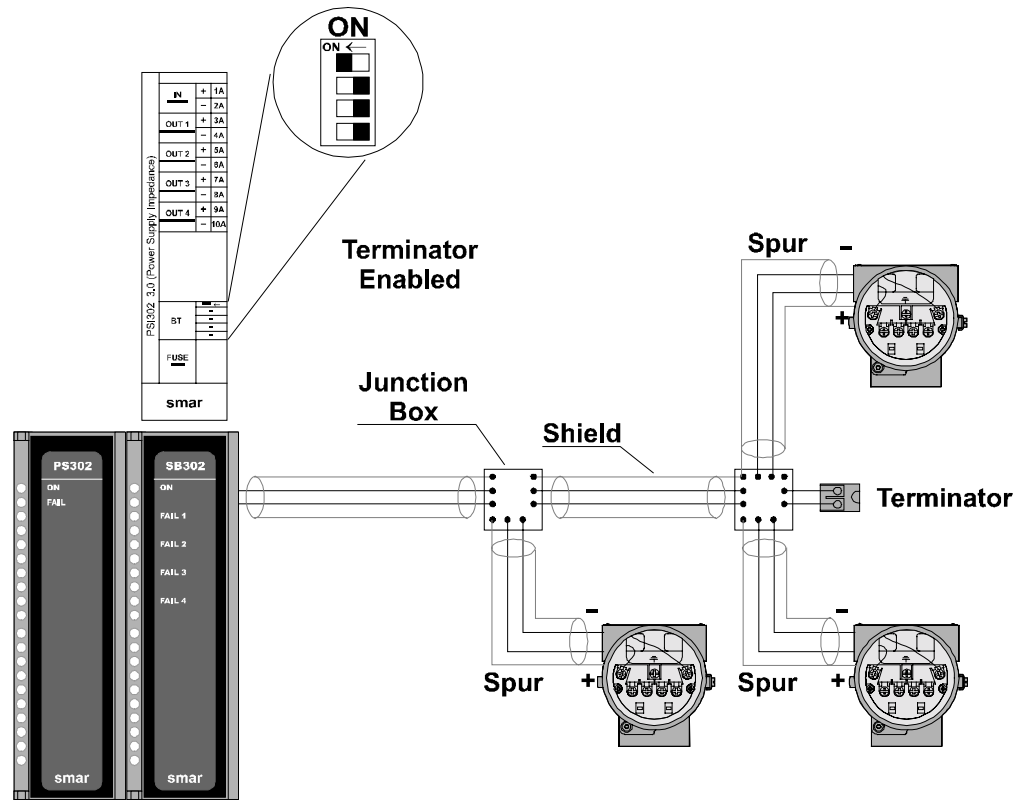 ON
ON ←
PSI302 3.0 (Power Supply Impedance)
IN + 1A
− 2A
OUT 1 + 3A
− 4A
OUT 2 + 5A
− 6A
OUT 3 + 7A
− 8A
OUT 4 + 9A
− 10A
BT
FUSE
smar
Terminator
Enabled
Spur −
+
Junction
Box
Shield
Terminator
PS302
ON
FAIL
smar
SB302
ON
FAIL 1
FAIL 2
FAIL 3
FAIL 4
smar
−
Spur +
−
Spur +